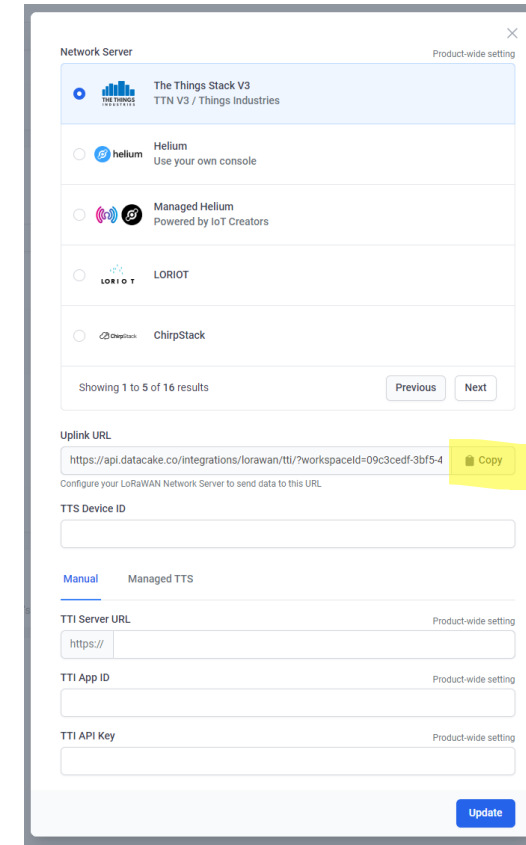 Network Server
Product-wide setting
THE THINGS
INDUSTRIES
The Things Stack V3
TTN V3 / Things Industries
helium
Helium
Use your own console
Managed Helium
Powered by IoT Creators
LORIOT
LORIOT
ChirpStack
ChirpStack
Showing 1 to 5 of 16 results
Previous
Next
Uplink URL
https://api.datacake.co/integrations/lorawan/tti/?workspaceId=09c3cedf-3bf5-4
Copy
Configure your LoRaWAN Network Server to send data to this URL
TTS Device ID
Manual
Managed TTS
TTI Server URL
Product-wide setting
https://
TTI App ID
Product-wide setting
TTI API Key
Product-wide setting
Update